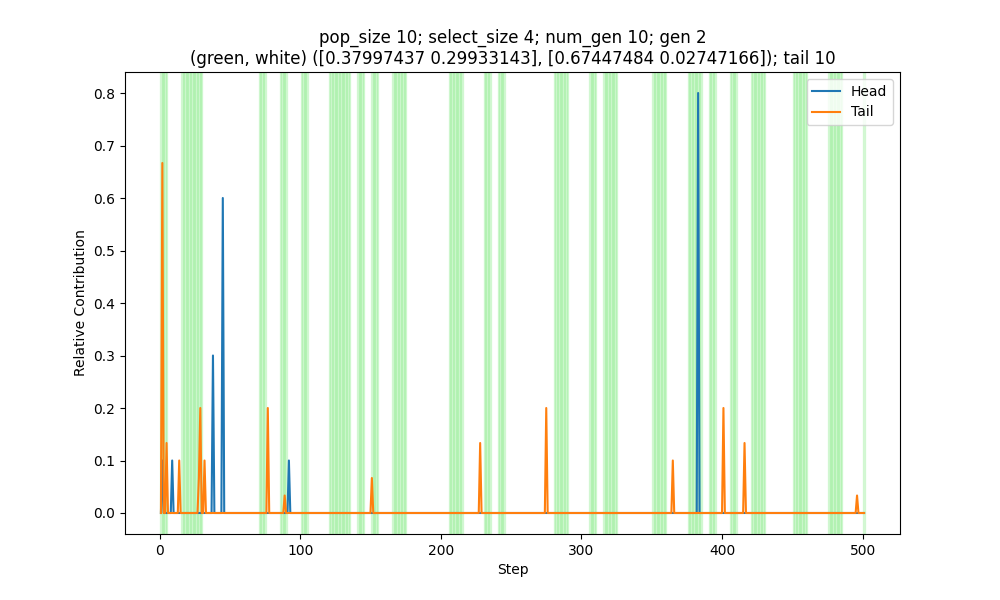 pop_size 10; select_size 4; num_gen 10; gen 2
(green, white) ([0.37997437 0.29933143], [0.67447484 0.02747166]); tail 10
Head
Tail
0.8
0.7
0.6
0.5
0.4
0.3
0.2
0.1
0.0
Relative Contribution
0
100
200
300
400
500
Step